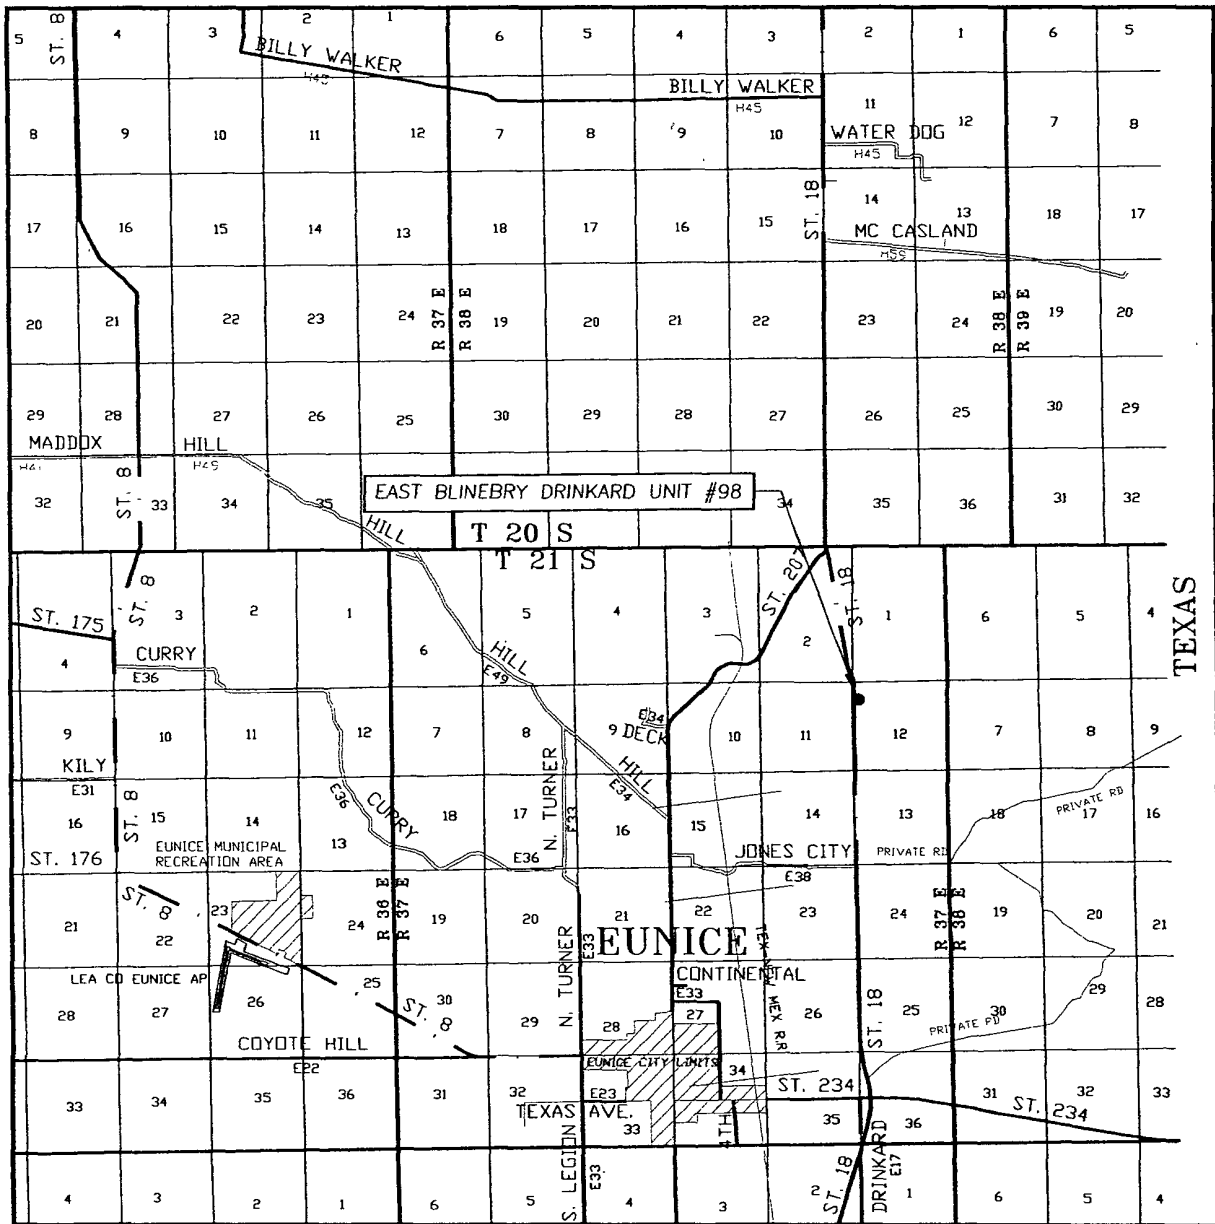 5 ST. 8 4 3 2 1 6 5 4 3 2 1 6 5
BILLY WALKER
H45
BILLY WALKER
H45
8 9 10 11 12 7 8 9 10 11 12 7 8
WATER DOG
H45
17 16 15 14 13 18 17 16 15 ST. 18 14 13 18 17
MC CASLAND
H59
20 21 22 23 24 R 37 E R 38 E 19 20 21 22 23 24 R 38 E R 39 E 19 20
29 28 27 26 25 30 29 28 27 26 25 30 29
MADDOX HILL
H45
32 ST. 8 33 34 35 34 35 36 31 32
HILL
EAST BLINEBRY DRINKARD UNIT #98
T 20 S
T 21 S
ST. 175 ST. 8 3 2 1 5 4 3 ST. 207 2 ST. 18 1 6 5 4
TEXAS
4 CURRY 6 HILL
E36 E49
9 10 11 12 7 8 9 DECK E34 10 11 12 7 8 9
KILY
E31
N. TURNER
HILL
E34
E36
CURRY
16 ST. 8 15 14 13 18 17 E33 16 15 14 13 18 17 16
PRIVATE RD
ST. 176
EUNICE MUNICIPAL
RECREATION AREA
E36
JONES CITY
E38
PRIVATE RD
21 ST. 8 22 23 24 R 36 E R 37 E 19 20 21 22 23 24 R 37 E R 38 E 19 20 21
N. TURNER
E33
EUNICE
TEX-NEW MEX RR
LEA CO EUNICE AP
CONTINENTAL
E33
28 27 26 25 30 ST. 8 29 28 27 26 25 ST. 18 30 29 28
PRIVATE RD
COYOTE HILL
E22
EUNICE CITY LIMITS
33 34 35 36 31 32 E23 33 34 ST. 234 35 36 31 32 33
TEXAS AVE.
4TH
ST. 234
S. LEGION
E33
ST. 18
DRINKARD
E17
4 3 2 1 6 5 4 3 2 1 6 5 4